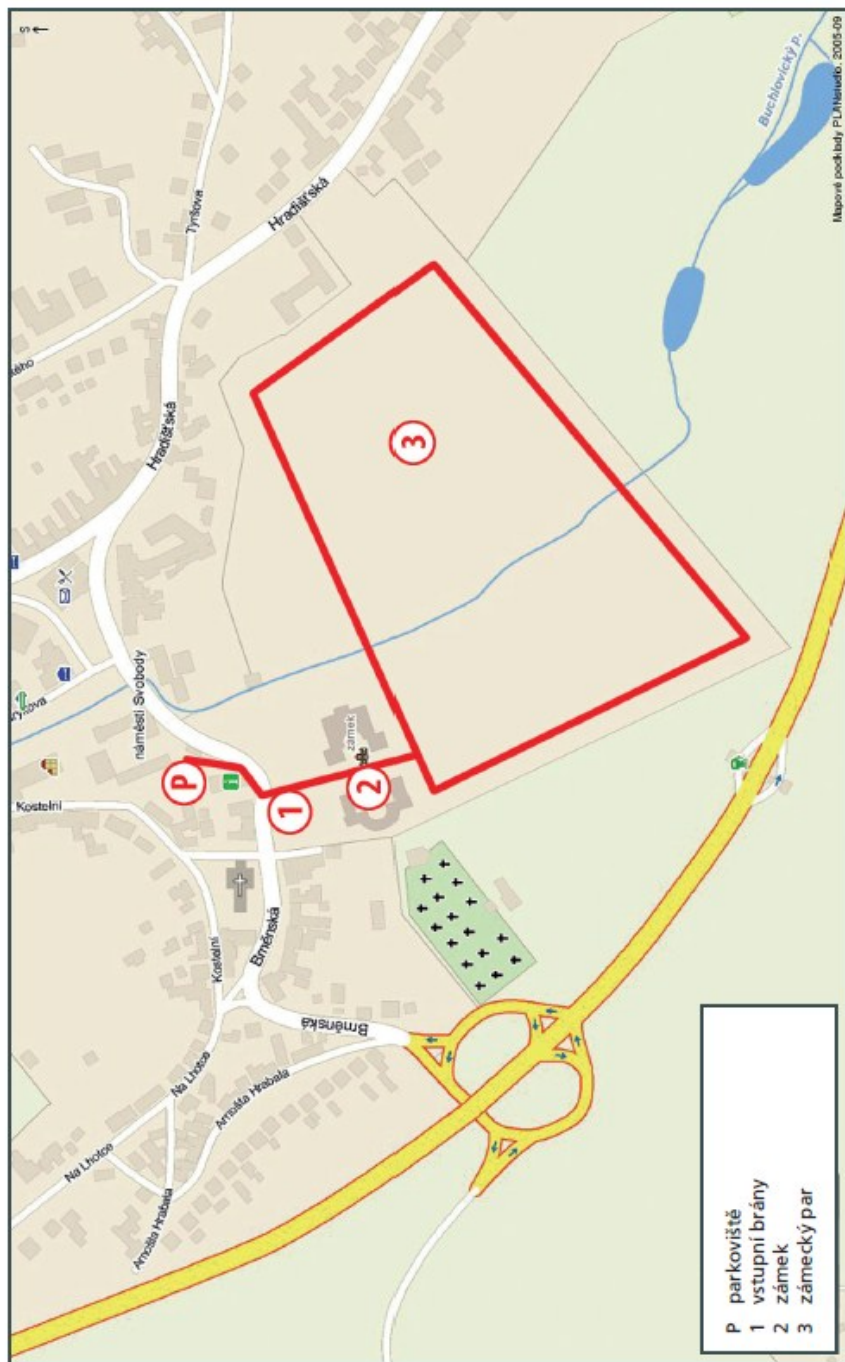 S
Kostelní
Na Lhotce
Na Lhotce
Arnošta Hrabala
Arnošta Hrabala
Kostelní
Brněnská
Brněnská
náměstí Svobody
Hradišťská
Hradišťská
Tyršova
P
i
1
2
zámek
3
Buchlovický p.
Mapové podklady PLANstudio, 2005-09
P parkoviště
1 vstupní brány
2 zámek
3 zámecký par